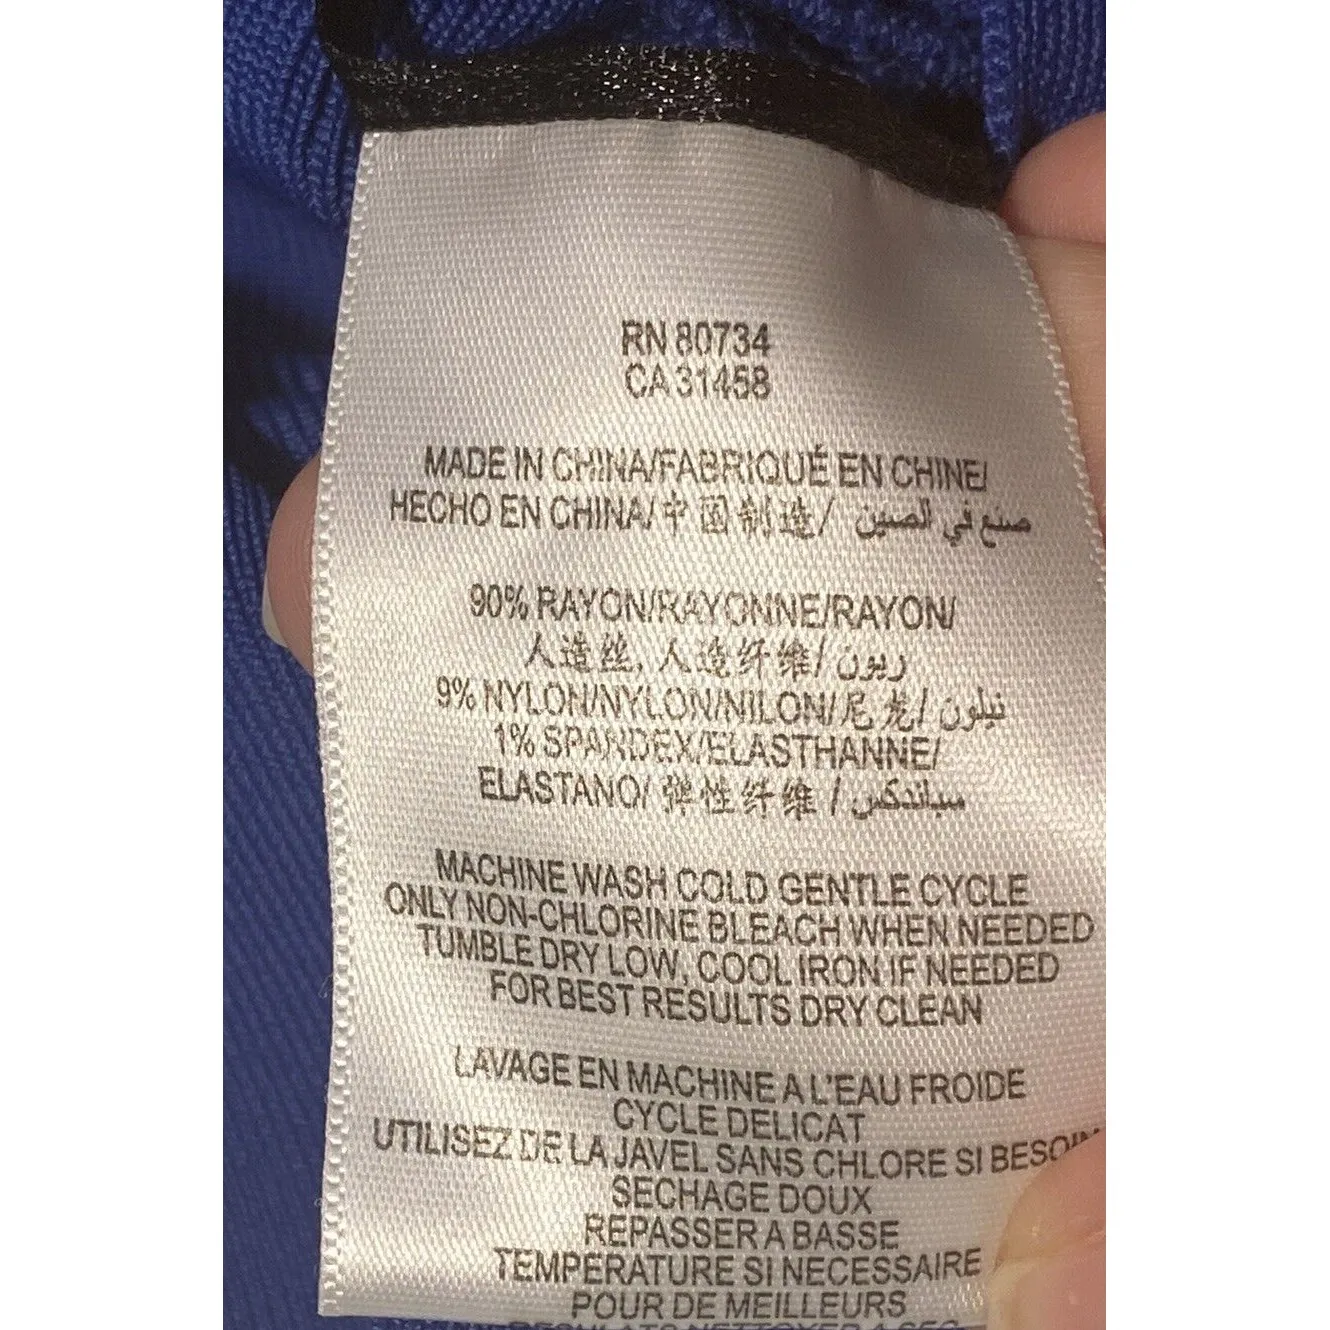 RN 80734
CA 31458
MADE IN CHINA/FABRIQUÉ EN CHINE/
HECHO EN CHINA/中国制造/ صنع في الصين
90% RAYON/RAYONNE/RAYON/
人造丝, 人造纤维/ ريون
9% NYLON/NYLON/NILON/尼龙/ نيلون
1% SPANDEX/ELASTHANNE/
ELASTANO/ 弹性纤维 / سباندكس
MACHINE WASH COLD GENTLE CYCLE
ONLY NON-CHLORINE BLEACH WHEN NEEDED
TUMBLE DRY LOW, COOL IRON IF NEEDED
FOR BEST RESULTS DRY CLEAN
LAVAGE EN MACHINE A L'EAU FROIDE
CYCLE DELICAT
UTILISEZ DE LA JAVEL SANS CHLORE SI BESOIN
SECHAGE DOUX
REPASSER A BASSE
TEMPERATURE SI NECESSAIRE
POUR DE MEILLEURS